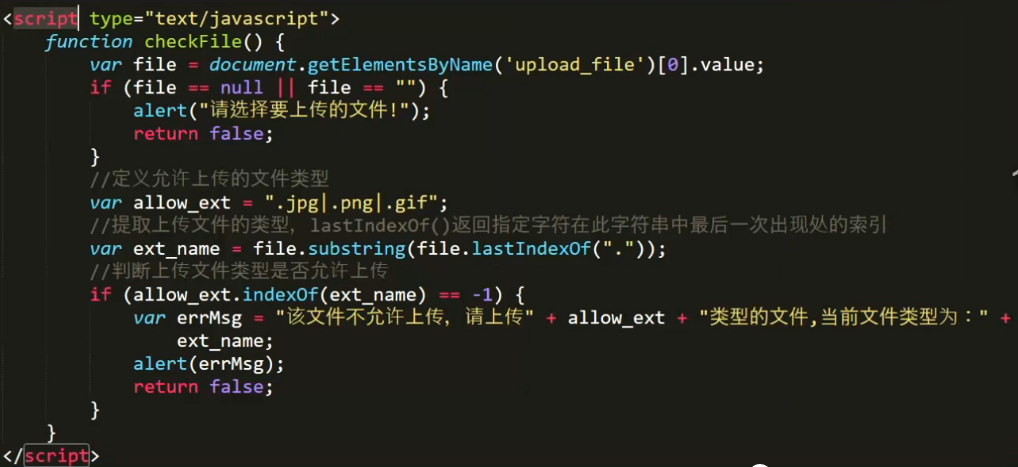 <script type="text/javascript">
function checkFile() {
var file = document.getElementsByName('upload_file')[0].value;
if (file == null || file == "") {
alert("请选择要上传的文件!");
return false;
}
//定义允许上传的文件类型
var allow_ext = ".jpg|.png|.gif";
//提取上传文件的类型，lastIndexOf()返回指定字符在此字符串中最后一次出现处的索引
var ext_name = file.substring(file.lastIndexOf("."));
//判断上传文件类型是否允许上传
if (allow_ext.indexOf(ext_name) == -1) {
var errMsg = "该文件不允许上传，请上传" + allow_ext + "类型的文件,当前文件类型为：" +
ext_name;
alert(errMsg);
return false;
}
}
</script>